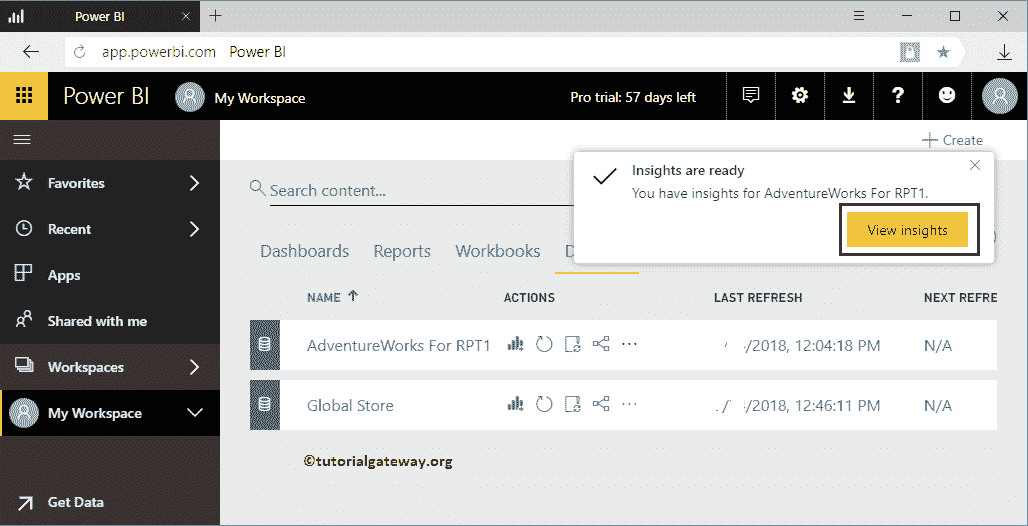 Power BI
app.powerbi.com Power BI
Power BI My Workspace Pro trial: 57 days left
Create
Insights are ready
You have insights for AdventureWorks For RPT1.
View insights
Search content...
Favorites
Recent
Apps
Shared with me
Workspaces
My Workspace
Get Data
Dashboards Reports Workbooks D
NAME ACTIONS LAST REFRESH NEXT REFRE
AdventureWorks For RPT1 /2018, 12:04:18 PM N/A
Global Store /2018, 12:46:11 PM N/A
©tutorialgateway.org